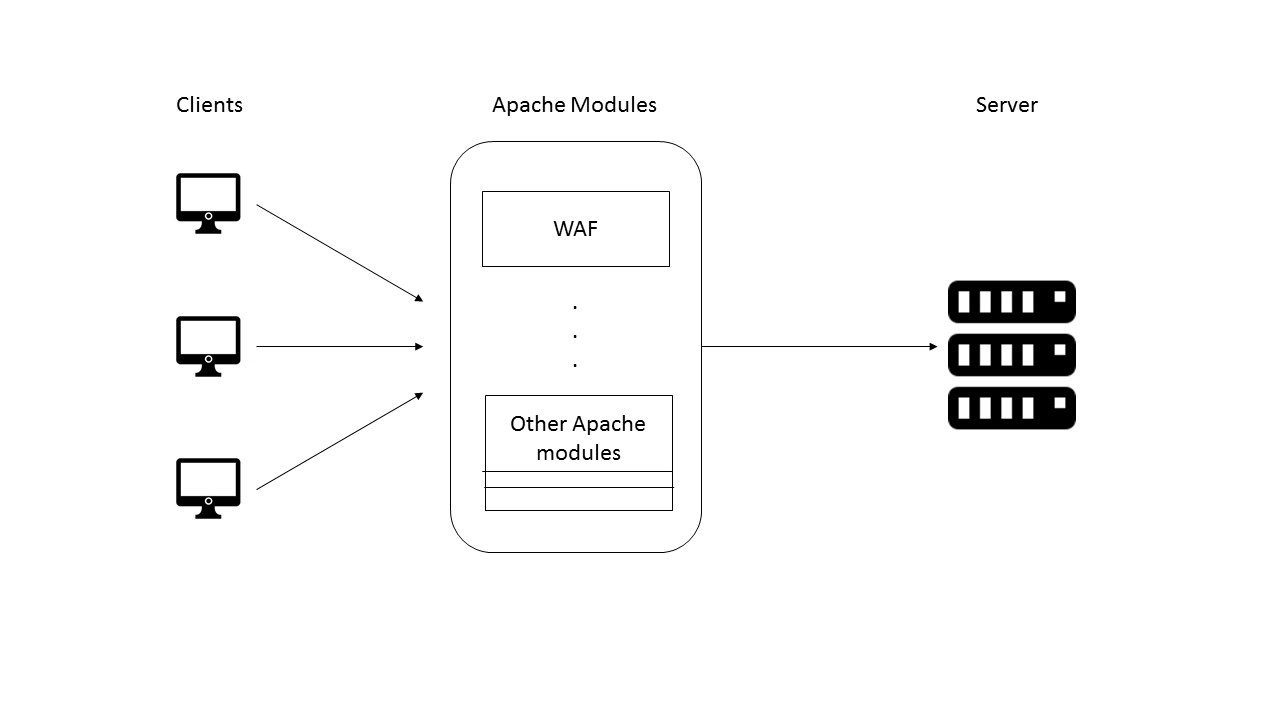 Clients
Apache Modules
Server
WAF
.
.
.
Other Apache
modules